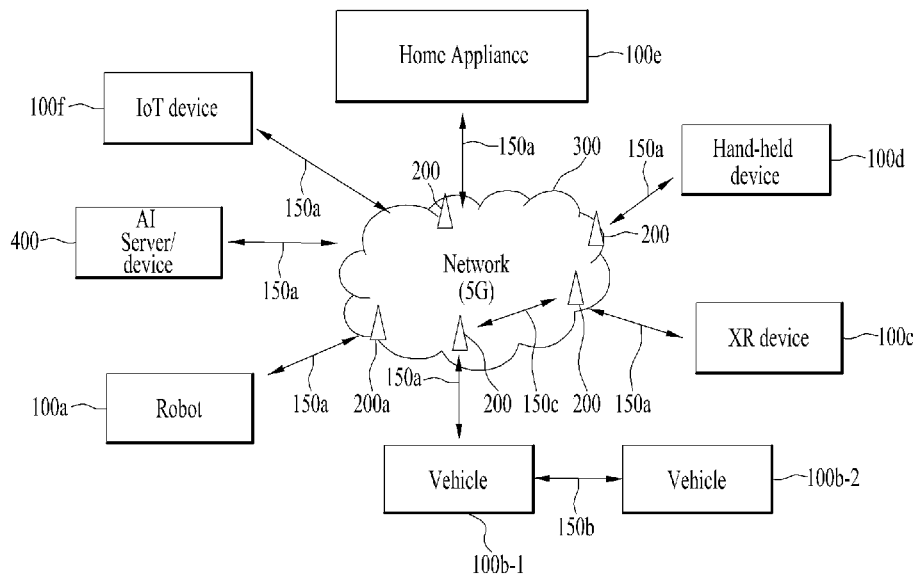 Home Appliance
100e
IoT device
100f
150a
300
150a
Hand-held
device
100d
200
150a
AI
Server/
device
400
200
150a
Network
(5G)
XR device
100c
150a
Robot
100a
150a
200a
150a
200
150c
200
Vehicle
100b-1
150b
Vehicle
100b-2